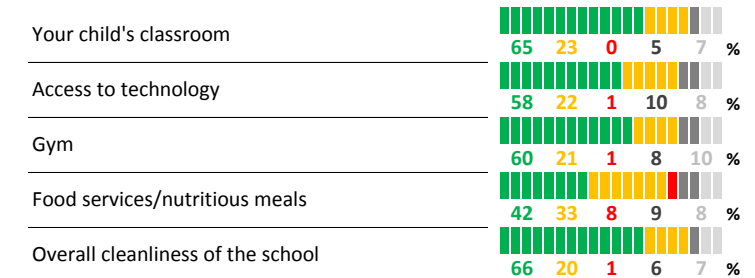 Your child's classroom
65 23 0 5 7 %
Access to technology
58 22 1 10 8 %
Gym
60 21 1 8 10 %
Food services/nutritious meals
42 33 8 9 8 %
Overall cleanliness of the school
66 20 1 6 7 %